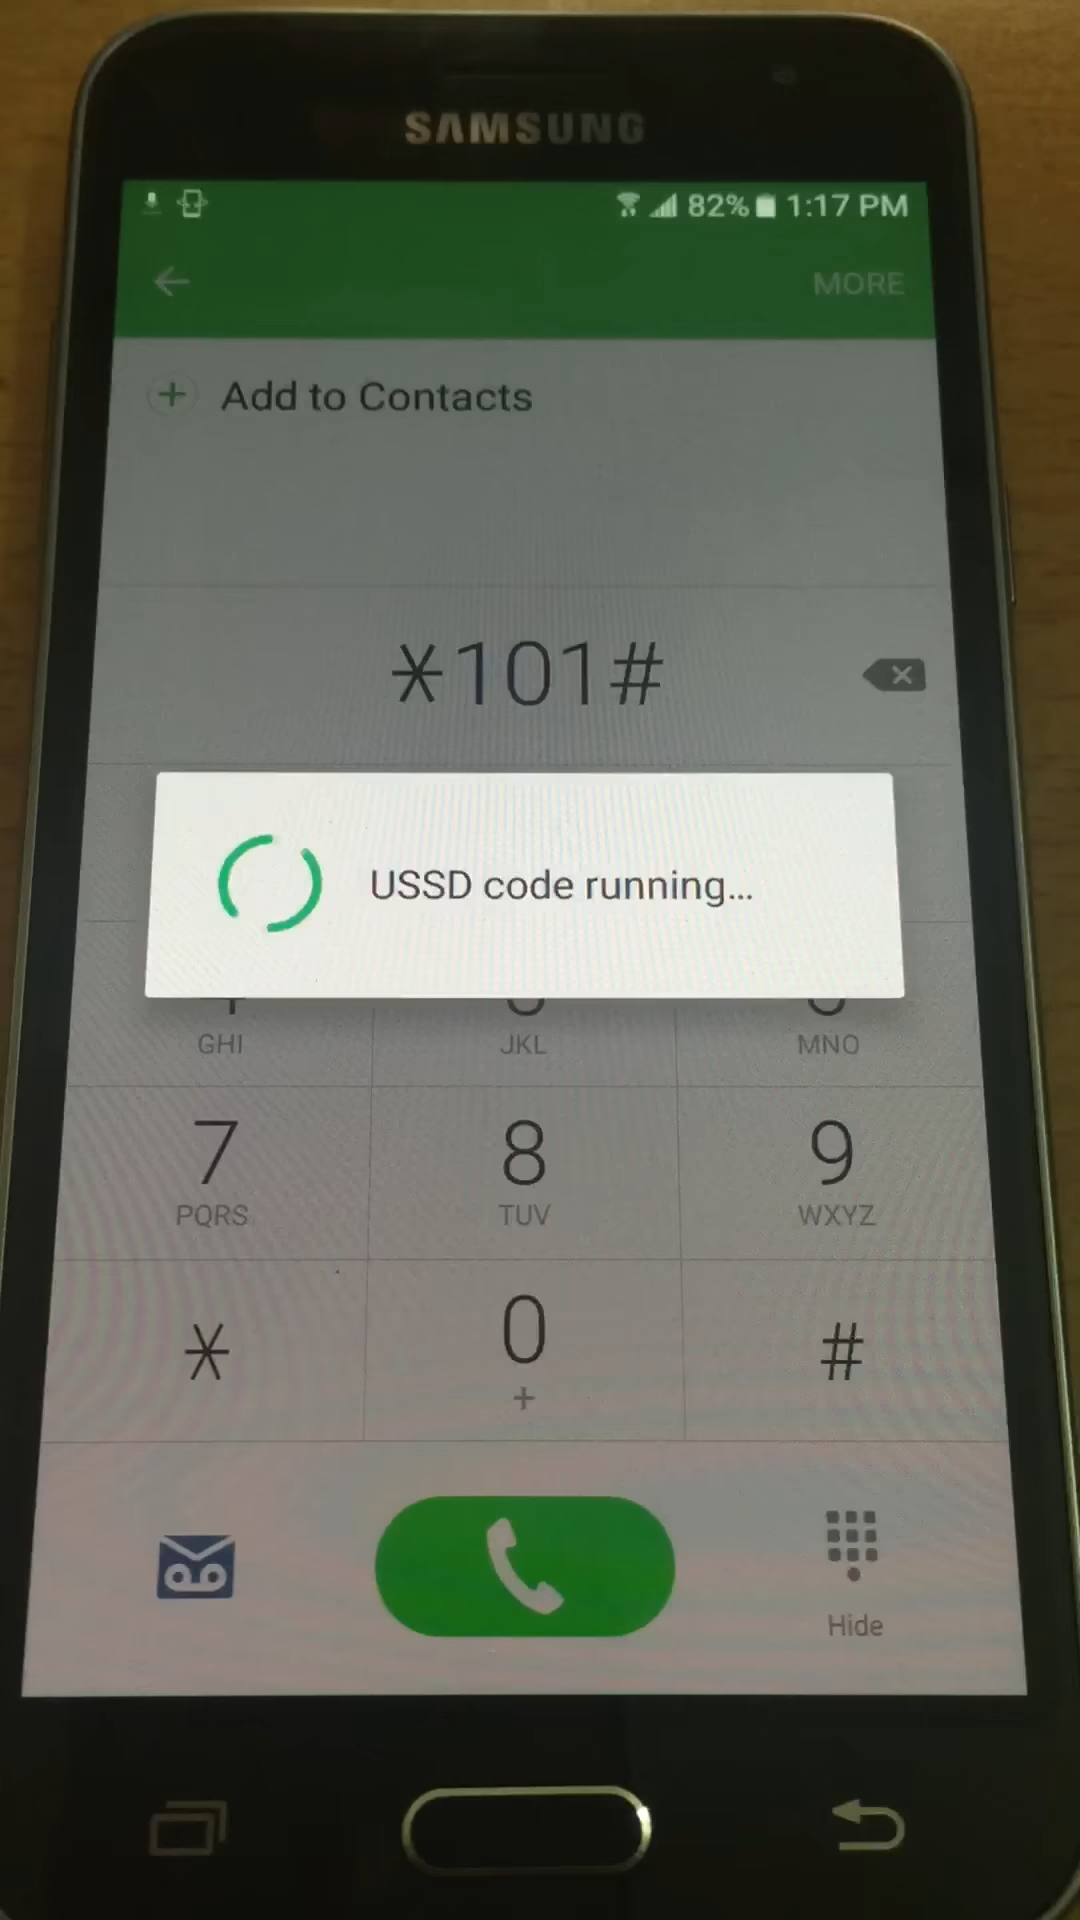 SAMSUNG
82% 1:17 PM
MORE
Add to Contacts
*101#
USSD code running...
GHI JKL MNO
7 8 9
PQRS TUV WXYZ
* 0 #
+
Hide